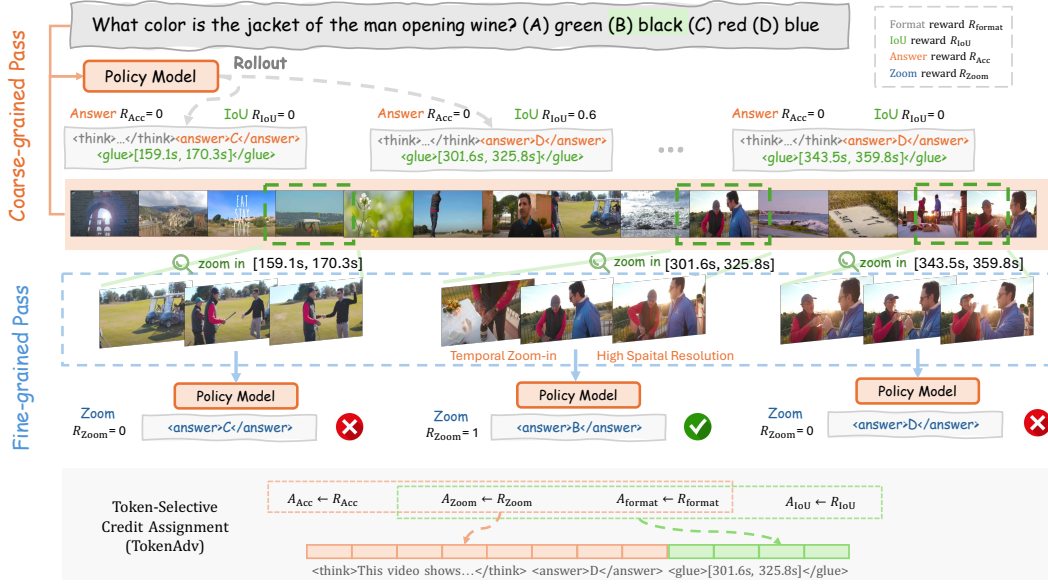 What color is the jacket of the man opening wine? (A) green (B) black (C) red (D) blue
Format reward R_format
IoU reward R_IoU
Answer reward R_Acc
Zoom reward R_Zoom
Coarse-grained Pass
Policy Model
Rollout
Answer R_Acc= 0 IoU R_IoU= 0
<think>...</think><answer>C</answer>
<glue>[159.1s, 170.3s]</glue>
Answer R_Acc= 0 IoU R_IoU= 0.6
<think>...</think><answer>D</answer>
<glue>[301.6s, 325.8s]</glue>
...
Answer R_Acc= 0 IoU R_IoU= 0
<think>...</think><answer>D</answer>
<glue>[343.5s, 359.8s]</glue>
EAT
STAY
zoom in [159.1s, 170.3s]
zoom in [301.6s, 325.8s]
zoom in [343.5s, 359.8s]
Fine-grained Pass
Temporal Zoom-in High Spaital Resolution
Policy Model
Zoom
R_Zoom= 0
<answer>C</answer>
Policy Model
Zoom
R_Zoom= 1
<answer>B</answer>
Policy Model
Zoom
R_Zoom= 0
<answer>D</answer>
Token-Selective
Credit Assignment
(TokenAdv)
A_Acc ← R_Acc A_Zoom ← R_Zoom A_format ← R_format A_IoU ← R_IoU
<think>This video shows...</think> <answer>D</answer> <glue>[301.6s, 325.8s]</glue>